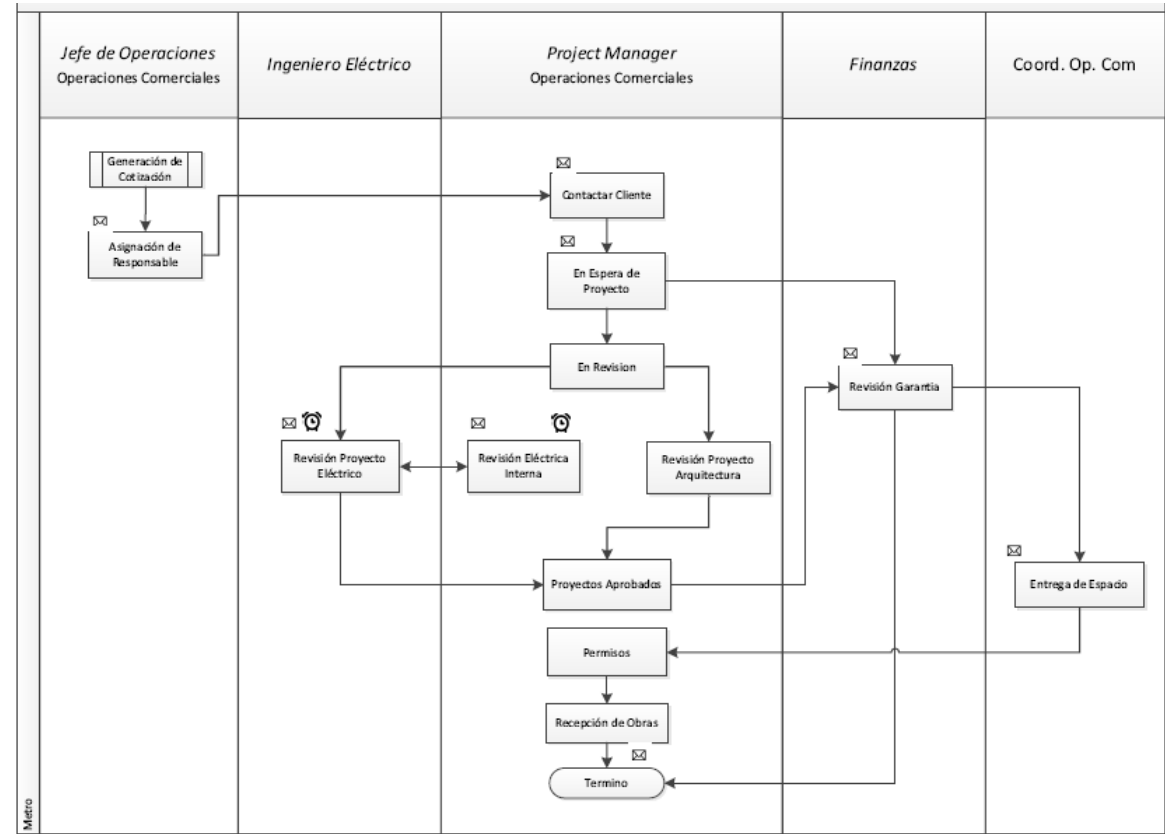 Jefe de Operaciones
Operaciones Comerciales
Ingeniero Eléctrico
Project Manager
Operaciones Comerciales
Finanzas
Coord. Op. Com
Generación de
Cotización
Asignación de
Responsable
Contactar Cliente
En Espera de
Proyecto
En Revision
Revisión Garantia
Revisión Proyecto
Eléctrico
Revisión Eléctrica
Interna
Revisión Proyecto
Arquitectura
Proyectos Aprobados
Entrega de Espacio
Permisos
Recepción de Obras
Termino
Metro